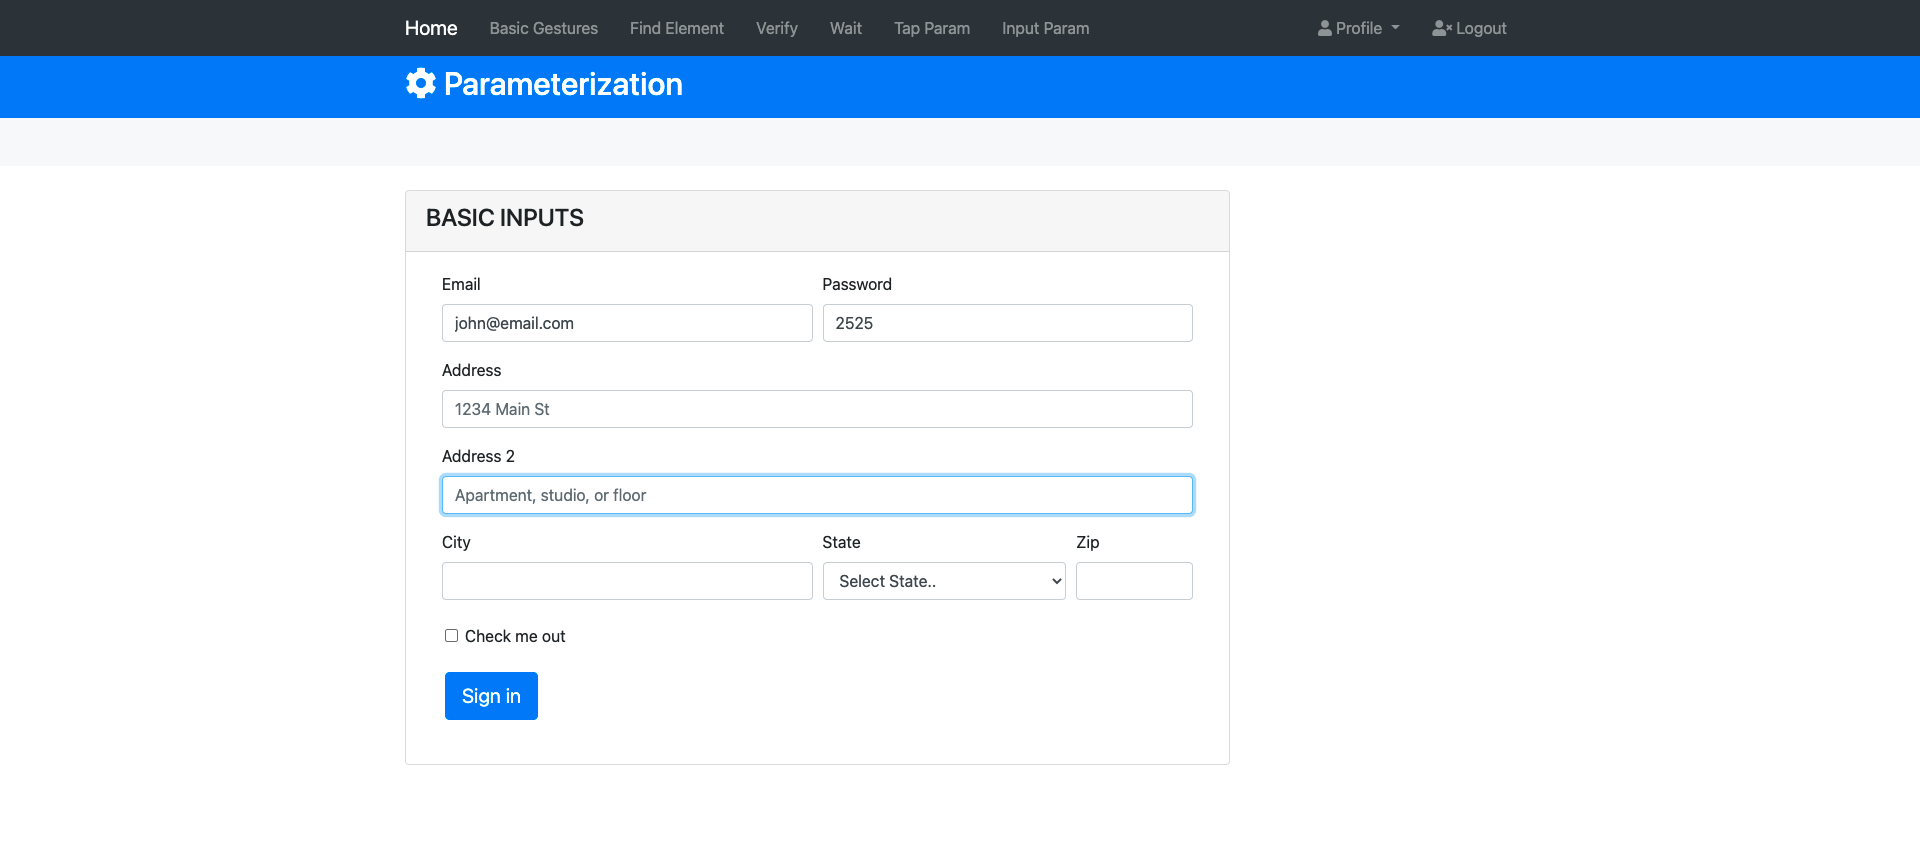 Home Basic Gestures Find Element Verify Wait Tap Param Input Param Profile Logout
Parameterization
BASIC INPUTS
Email Password
john@email.com 2525
Address
1234 Main St
Address 2
Apartment, studio, or floor
City State Zip
Select State..
Check me out
Sign in